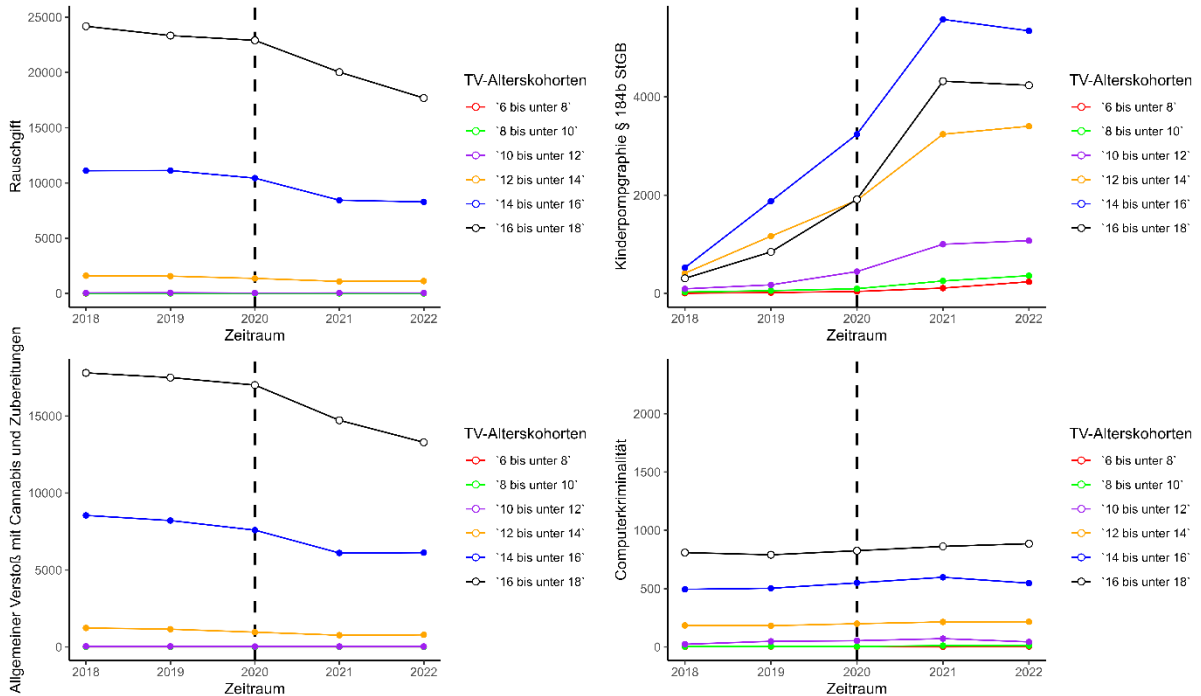 Rauschgift
25000
20000
15000
10000
5000
0
2018 2019 2020 2021 2022
Zeitraum
TV-Alterskohorten
`6 bis unter 8`
`8 bis unter 10`
`10 bis unter 12`
`12 bis unter 14`
`14 bis unter 16`
`16 bis unter 18`
Kinderpornpgraphie § 184b StGB
4000
2000
0
2018 2019 2020 2021 2022
Zeitraum
TV-Alterskohorten
`6 bis unter 8`
`8 bis unter 10`
`10 bis unter 12`
`12 bis unter 14`
`14 bis unter 16`
`16 bis unter 18`
Allgemeiner Verstoß mit Cannabis und Zubereitungen
15000
10000
5000
0
2018 2019 2020 2021 2022
Zeitraum
TV-Alterskohorten
`6 bis unter 8`
`8 bis unter 10`
`10 bis unter 12`
`12 bis unter 14`
`14 bis unter 16`
`16 bis unter 18`
Computerkriminalität
2000
1500
1000
500
0
2018 2019 2020 2021 2022
Zeitraum
TV-Alterskohorten
`6 bis unter 8`
`8 bis unter 10`
`10 bis unter 12`
`12 bis unter 14`
`14 bis unter 16`
`16 bis unter 18`